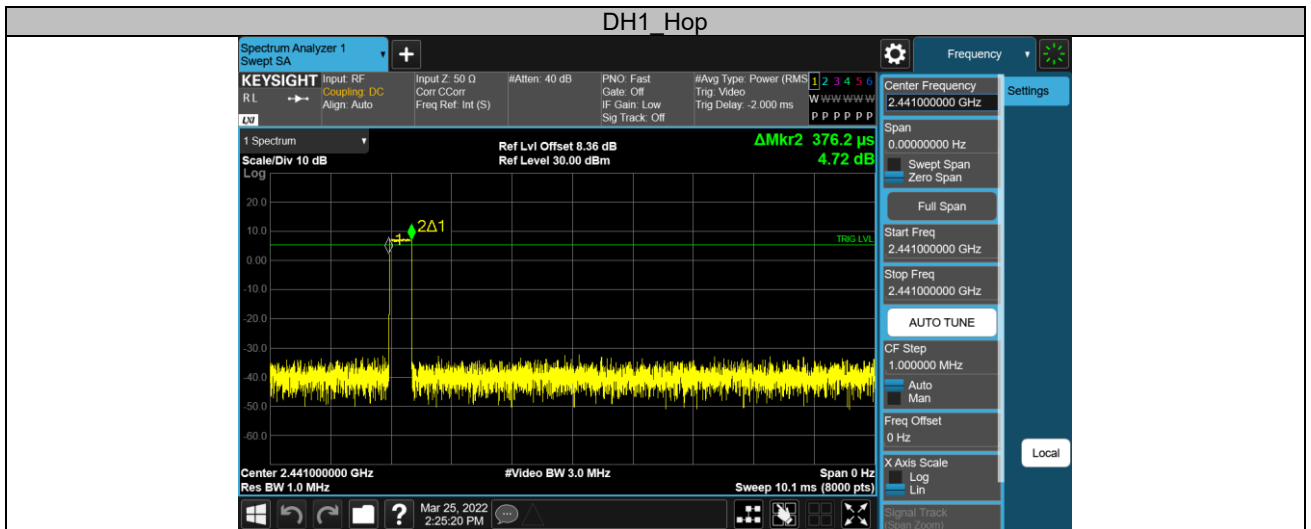 DH1_Hop
Spectrum Analyzer 1
Swept SA
+
Frequency
KEYSIGHT
RL
LXI
Input: RF
Coupling: DC
Align: Auto
Input Z: 50 Ω
Corr CCorr
Freq Ref: Int (S)
#Atten: 40 dB
PNO: Fast
Gate: Off
IF Gain: Low
Sig Track: Off
#Avg Type: Power (RMS
Trig: Video
Trig Delay: -2.000 ms
1 2 3 4 5 6
W W W W W W
P P P P P P
1 Spectrum
Scale/Div 10 dB
Ref Lvl Offset 8.36 dB
Ref Level 30.00 dBm
ΔMkr2 376.2 µs
4.72 dB
Log
20.0
10.0
0.00
-10.0
-20.0
-30.0
-40.0
-50.0
-60.0
1
2Δ1
TRIG LVL
Center 2.441000000 GHz
Res BW 1.0 MHz
#Video BW 3.0 MHz
Span 0 Hz
Sweep 10.1 ms (8000 pts)
?
Mar 25, 2022
2:25:20 PM
Center Frequency
2.441000000 GHz
Settings
Span
0.00000000 Hz
Swept Span
Zero Span
Full Span
Start Freq
2.441000000 GHz
Stop Freq
2.441000000 GHz
AUTO TUNE
CF Step
1.000000 MHz
Auto
Man
Freq Offset
0 Hz
X Axis Scale
Log
Lin
Local
Signal Track
(Span Zoom)